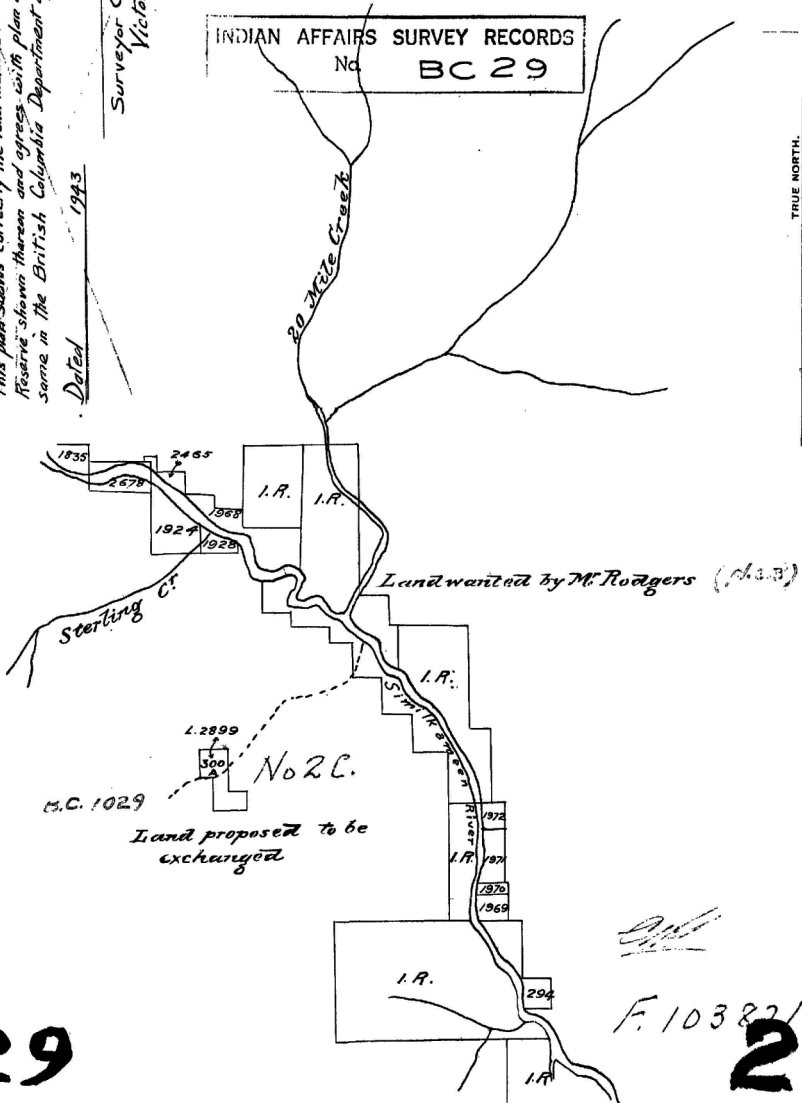 INDIAN AFFAIRS SURVEY RECORDS
No. BC 29
This plan shows correctly the
Reserve shown thereon and agrees with plan
same in the British Columbia Department
Dated 1943
Surveyor
Victo
TRUE NORTH.
20 Mile Creek
1835
2678
2465
1968
1924
1928
I.R.
I.R.
Sterling Cr.
Land wanted by Mr Rodgers
I.R.
Similkameen River
L.2899
300
A
No 2 C.
B.C. 1029
Land proposed to be
exchanged
1972
I.R.
1971
1970
1969
I.R.
294
I.R.
F. 103821
29
2